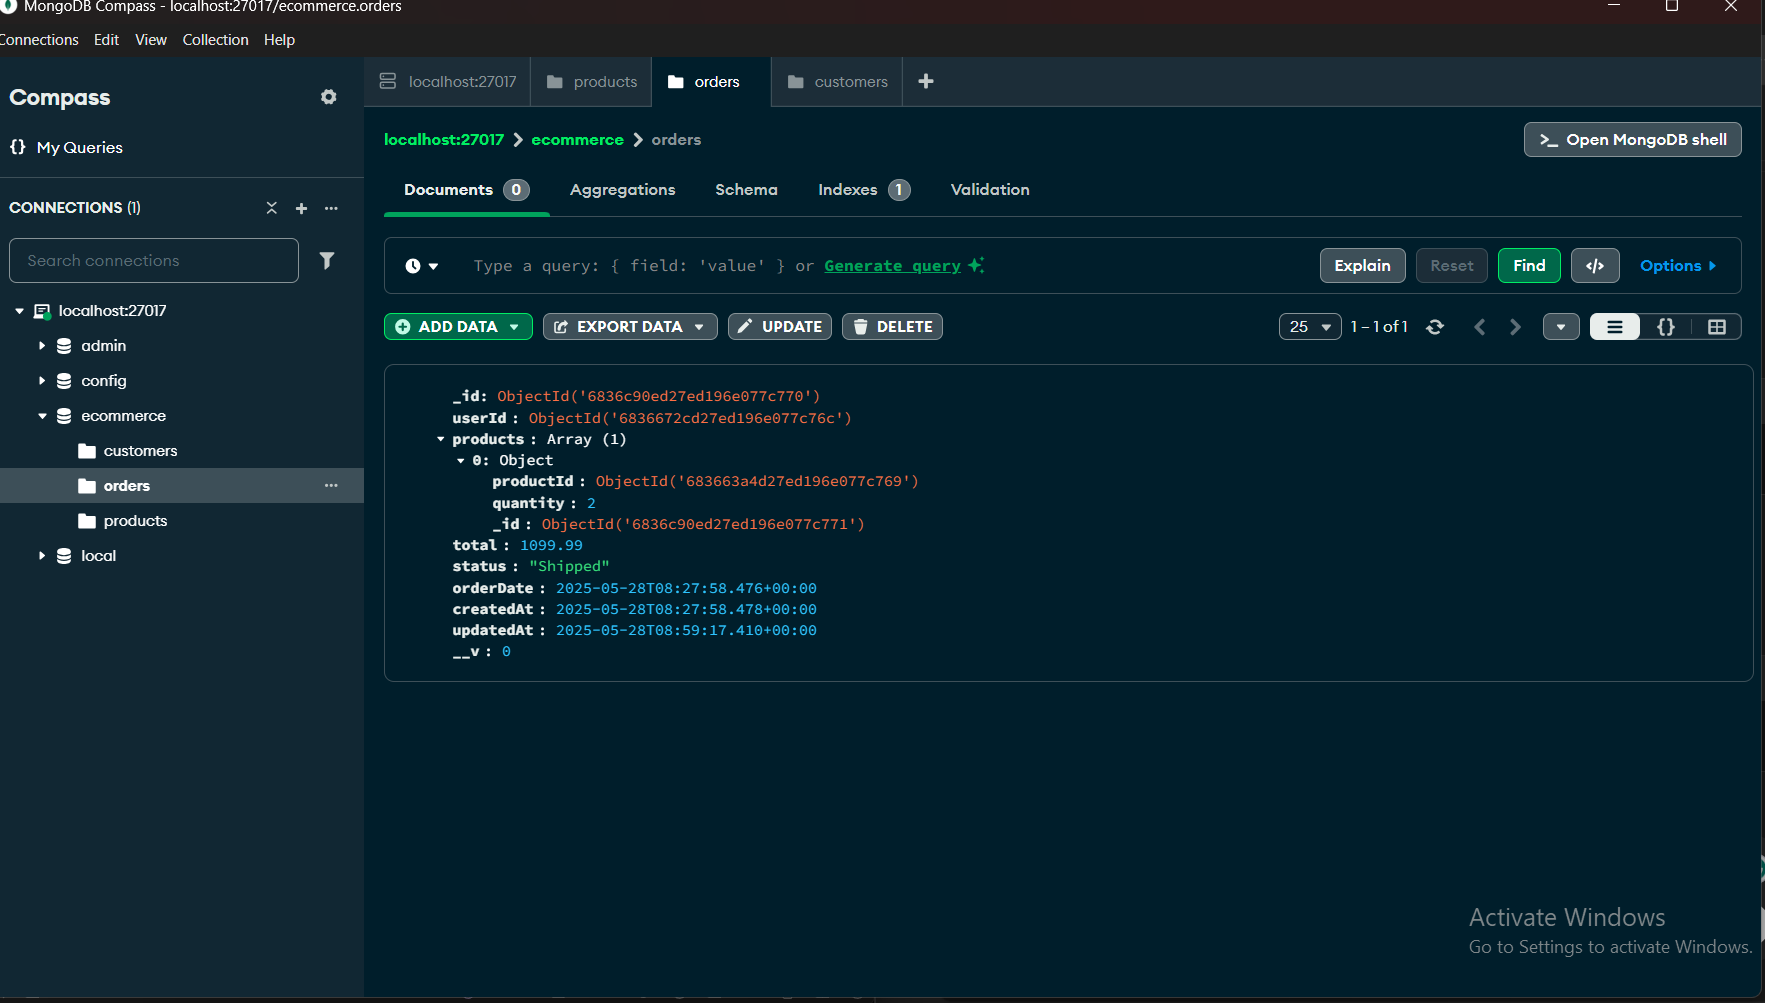 MongoDB Compass - localhost:27017/ecommerce.orders
Connections Edit View Collection Help
Compass
{} My Queries
CONNECTIONS (1)
Search connections
localhost:27017
admin
config
ecommerce
customers
orders
products
local
localhost:27017 products orders customers +
localhost:27017 > ecommerce > orders
>_ Open MongoDB shell
Documents 0 Aggregations Schema Indexes 1 Validation
Type a query: { field: 'value' } or Generate query
Explain Reset Find </> Options
ADD DATA EXPORT DATA UPDATE DELETE
25 1 – 1 of 1 {}
_id: ObjectId('6836c90ed27ed196e077c770')
userId : ObjectId('6836672cd27ed196e077c76c')
products : Array (1)
0: Object
productId : ObjectId('683663a4d27ed196e077c769')
quantity : 2
_id : ObjectId('6836c90ed27ed196e077c771')
total : 1099.99
status : "Shipped"
orderDate : 2025-05-28T08:27:58.476+00:00
createdAt : 2025-05-28T08:27:58.478+00:00
updatedAt : 2025-05-28T08:59:17.410+00:00
__v : 0
Activate Windows
Go to Settings to activate Windows.